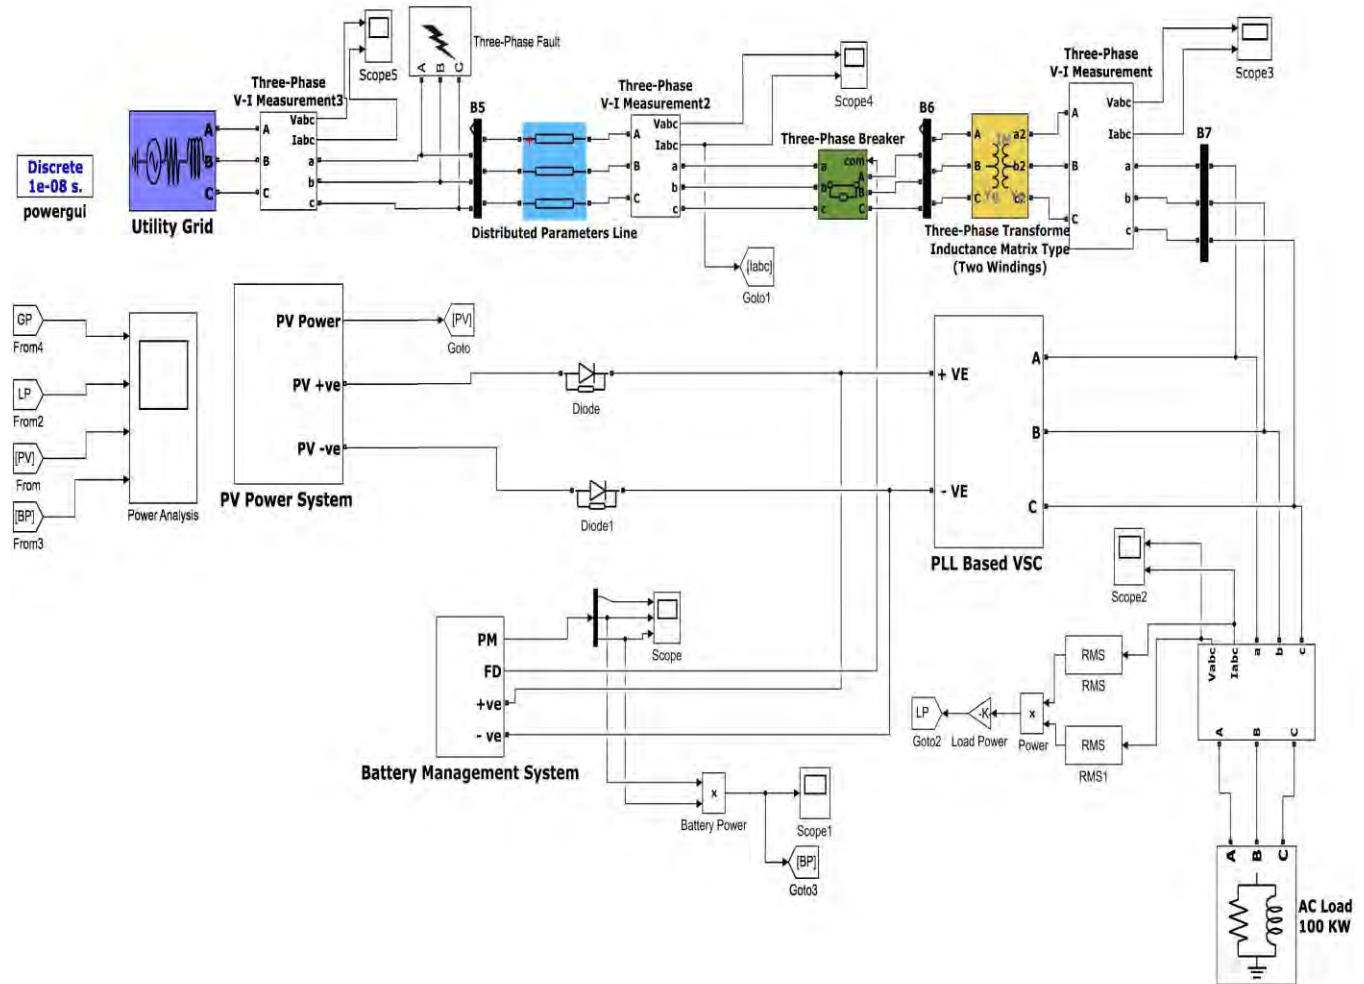 Three-Phase Fault
A
B
C
Scope5
Three-Phase
V-I Measurement3
Vabc
Iabc
A
B
C
a
b
c
Discrete
1e-08 s.
powergui
A
B
C
Utility Grid
B5
Distributed Parameters Line
Three-Phase
V-I Measurement2
Vabc
Iabc
A
B
C
a
b
c
Scope4
[Iabc]
Goto1
Three-Phase Breaker
com
a
b
c
A
B
C
B6
A
B
C
a2
b2
c2
Three-Phase Transforme
Inductance Matrix Type
(Two Windings)
Three-Phase
V-I Measurement
Vabc
Iabc
A
B
C
a
b
c
Scope3
B7
GP
From4
LP
From2
[PV]
From
[BP]
From3
Power Analysis
PV Power
PV +ve
PV -ve
PV Power System
[PV]
Goto
Diode
Diode1
+ VE
- VE
A
B
C
PLL Based VSC
PM
FD
+ve
- ve
Battery Management System
Scope
x
Battery Power
Scope1
[BP]
Goto3
Scope2
RMS
RMS
RMS
RMS1
x
Power
-K
Load Power
LP
Goto2
Vabc
Iabc
a
b
c
A
B
C
A
B
C
AC Load
100 KW